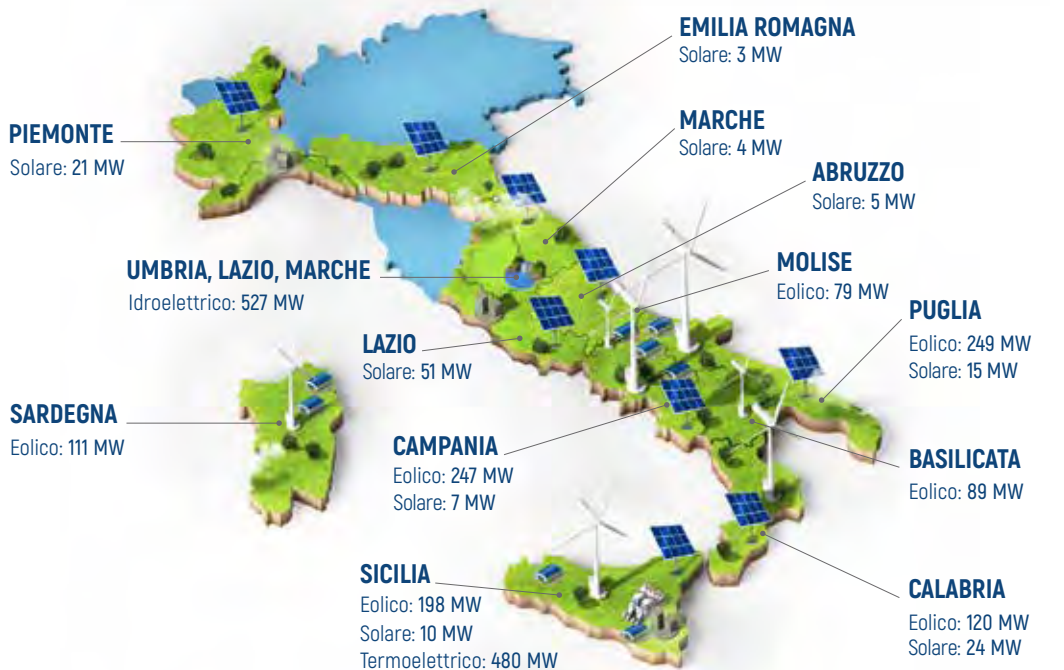 EMILIA ROMAGNA
Solare: 3 MW
MARCHE
Solare: 4 MW
PIEMONTE
Solare: 21 MW
ABRUZZO
Solare: 5 MW
UMBRIA, LAZIO, MARCHE
Idroelettrico: 527 MW
MOLISE
Eolico: 79 MW
PUGLIA
Eolico: 249 MW
Solare: 15 MW
LAZIO
Solare: 51 MW
SARDEGNA
Eolico: 111 MW
CAMPANIA
Eolico: 247 MW
Solare: 7 MW
BASILICATA
Eolico: 89 MW
SICILIA
Eolico: 198 MW
Solare: 10 MW
Termoelettrico: 480 MW
CALABRIA
Eolico: 120 MW
Solare: 24 MW